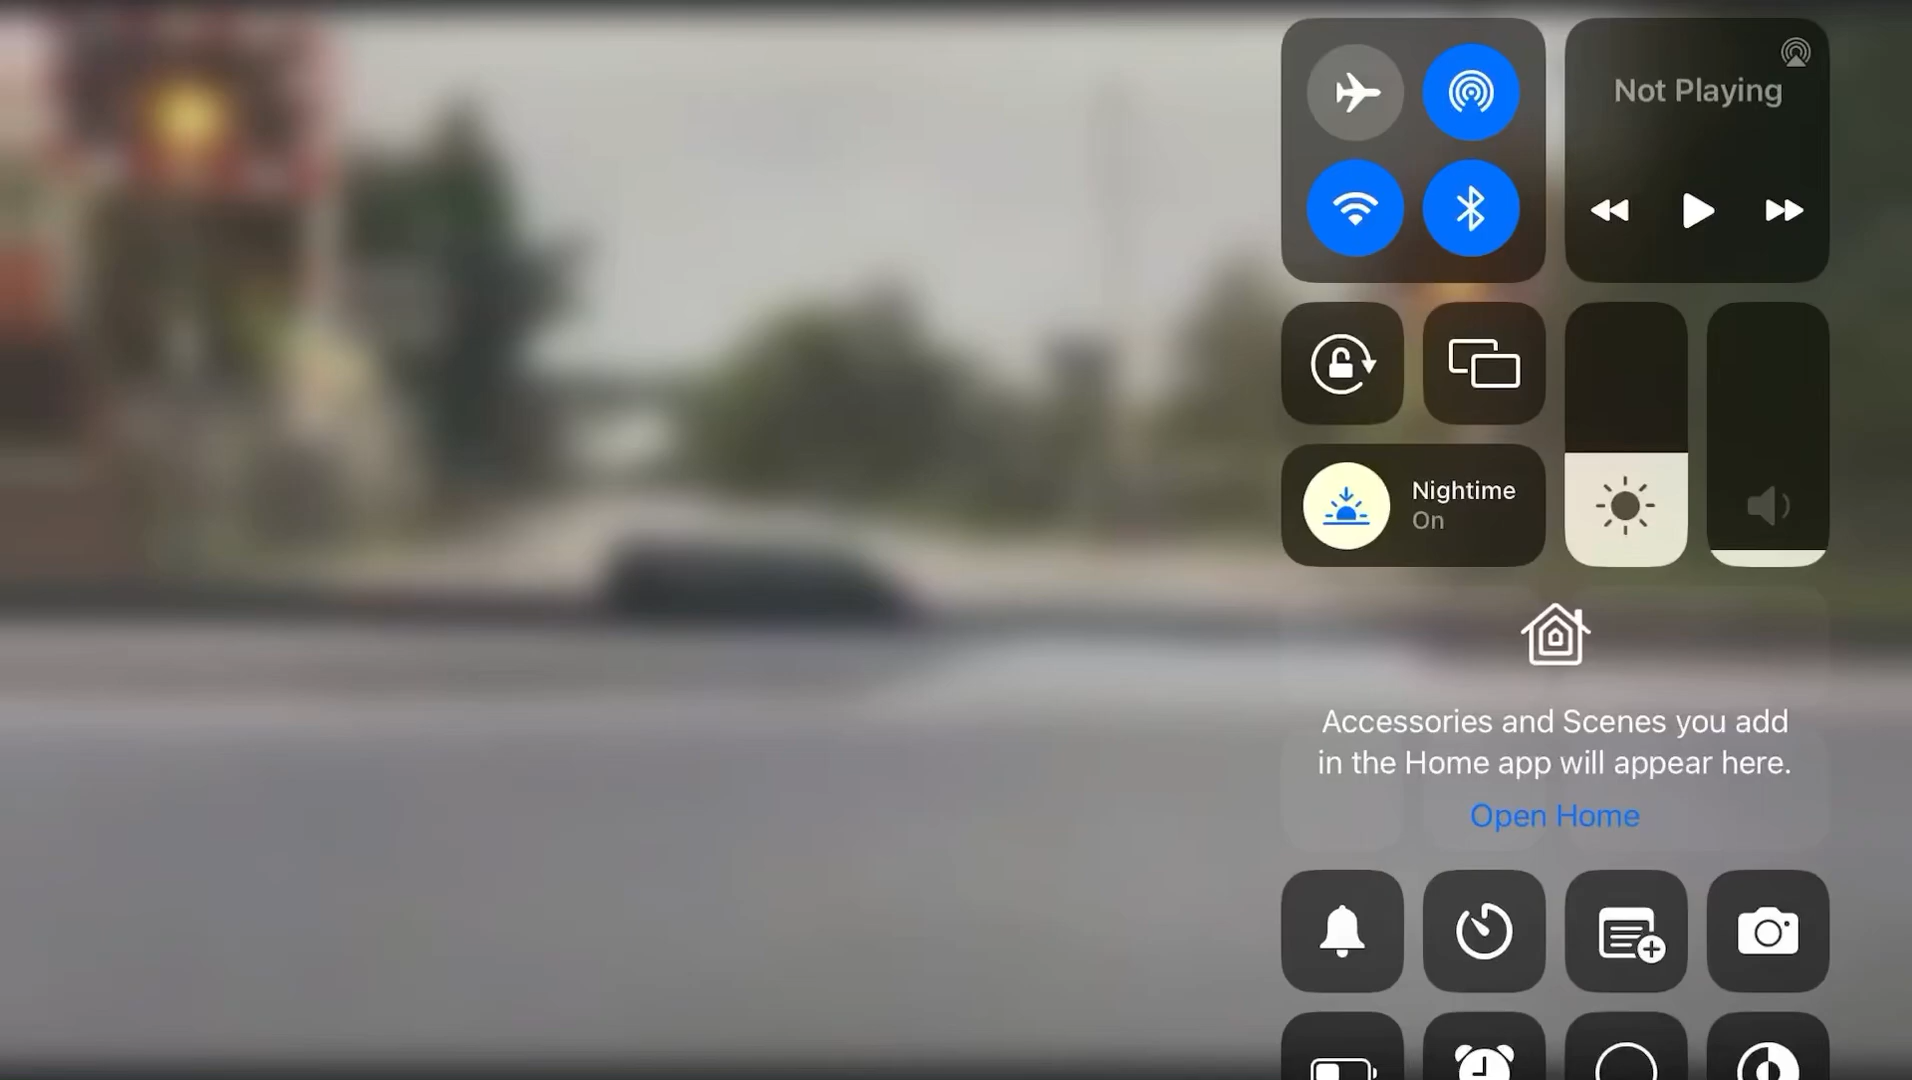 Not Playing
Nightime
On
Accessories and Scenes you add
in the Home app will appear here.
Open Home